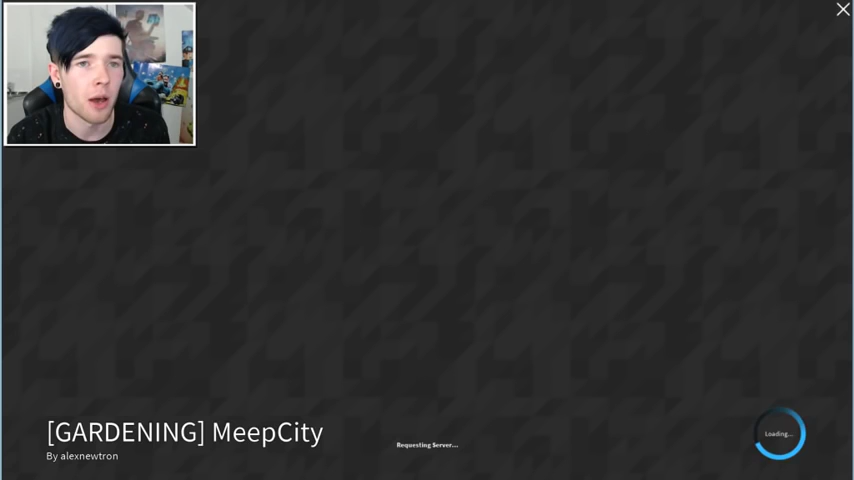 [GARDENING] MeepCity
By alexnewtron
Requesting Server...
Loading...